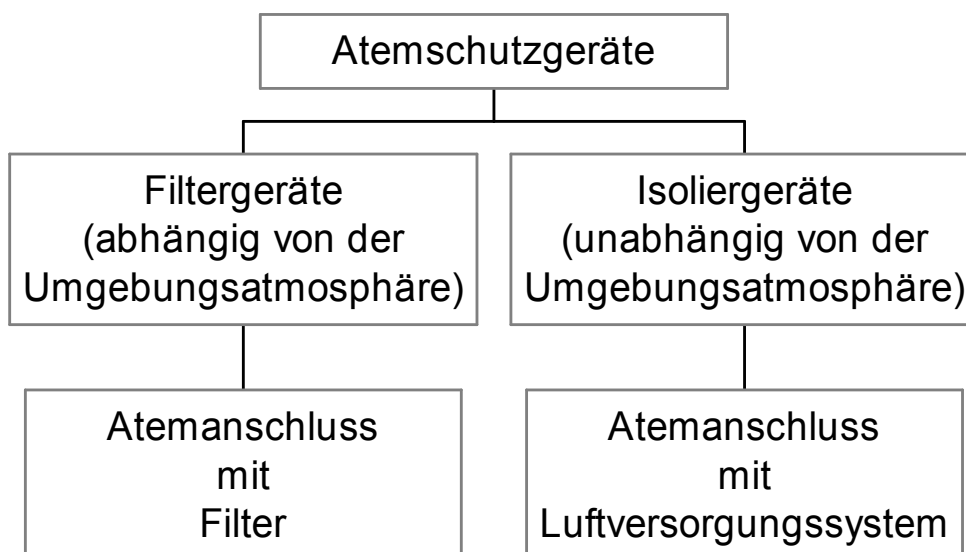 Atemschutzgeräte
Filtergeräte
(abhängig von der
Umgebungsatmosphäre)
Isoliergeräte
(unabhängig von der
Umgebungsatmosphäre)
Atemanschluss
mit
Filter
Atemanschluss
mit
Luftversorgungssystem